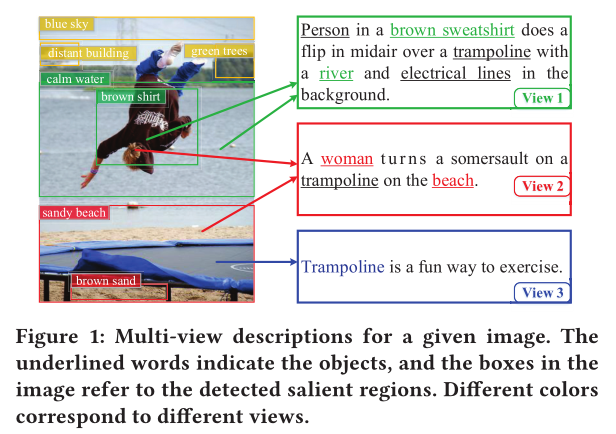 blue sky
distant building
green trees
calm water
brown shirt
sandy beach
brown sand
Person in a brown sweatshirt does a
flip in midair over a trampoline with
a river and electrical lines in the
background.
View 1
A woman turns a somersault on a
trampoline on the beach.
View 2
Trampoline is a fun way to exercise.
View 3
Figure 1: Multi-view descriptions for a given image. The
underlined words indicate the objects, and the boxes in the
image refer to the detected salient regions. Different colors
correspond to different views.